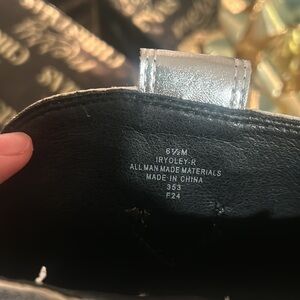 6½M
IRYOLEY-R
ALL MAN MADE MATERIALS
MADE IN CHINA
353
F24